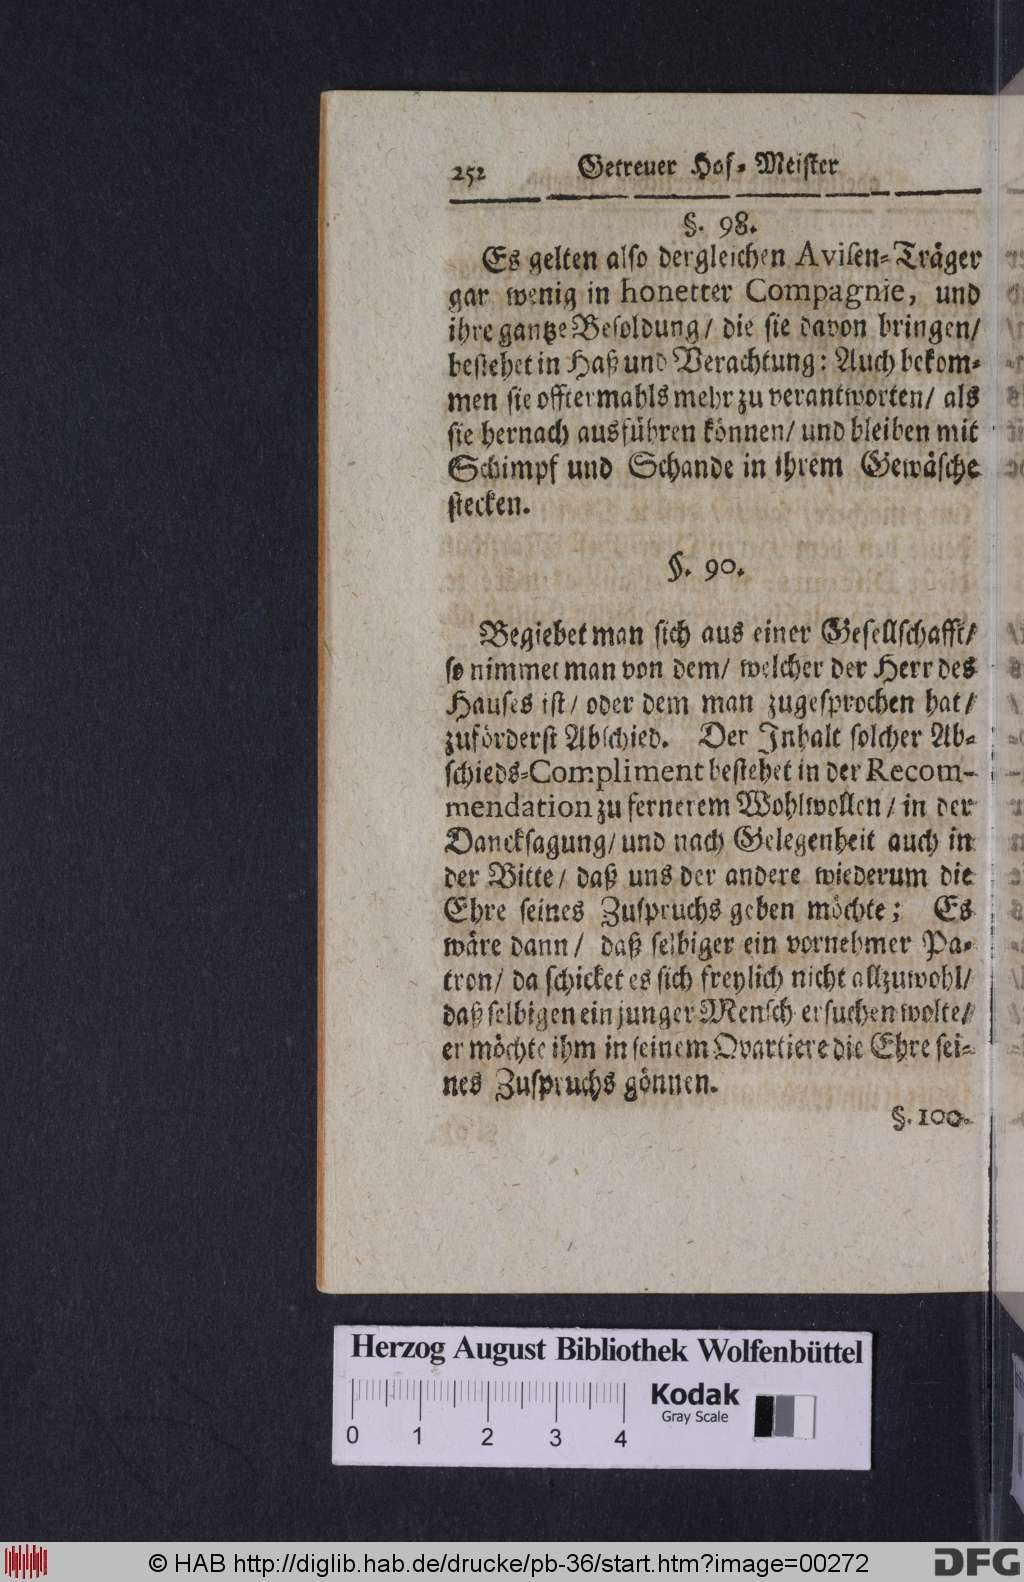 252 Getreuer Hof-Meister
§. 98.
Es gelten also dergleichen Avisen-Träger
gar wenig in honetter Compagnie, und
ihre gantze Besoldung/ die sie davon bringen/
bestehet in Haß und Verachtung: Auch bekom-
men sie offtermahls mehr zu verantworten/ als
sie hernach ausführen können/ und bleiben mit
Schimpf und Schande in ihrem Gewäsche
stecken.
§. 90.
Begiebet man sich aus einer Gesellschafft/
so nimmet man von dem/ welcher der Herr des
Hauses ist/ oder dem man zugesprochen hat/
zuförderst Abschied. Der Inhalt solcher Ab-
schieds-Compliment bestehet in der Recom-
mendation zu fernerem Wohlwollen/ in der
Dancksagung/ und nach Gelegenheit auch in
der Bitte/ daß uns der andere wiederum die
Ehre seines Zuspruchs geben möchte; Es
wäre dann/ daß selbiger ein vornehmer Pa-
tron/ da schicket es sich freylich nicht allzuwohl/
daß selbigen ein junger Mensch ersuchen wolte/
er möchte ihm in seinem Qvartiere die Ehre sei-
nes Zuspruchs gönnen.
§. 100.
Herzog August Bibliothek Wolfenbüttel
Kodak
Gray Scale
0 1 2 3 4
© HAB http://diglib.hab.de/drucke/pb-36/start.htm?image=00272
DFG